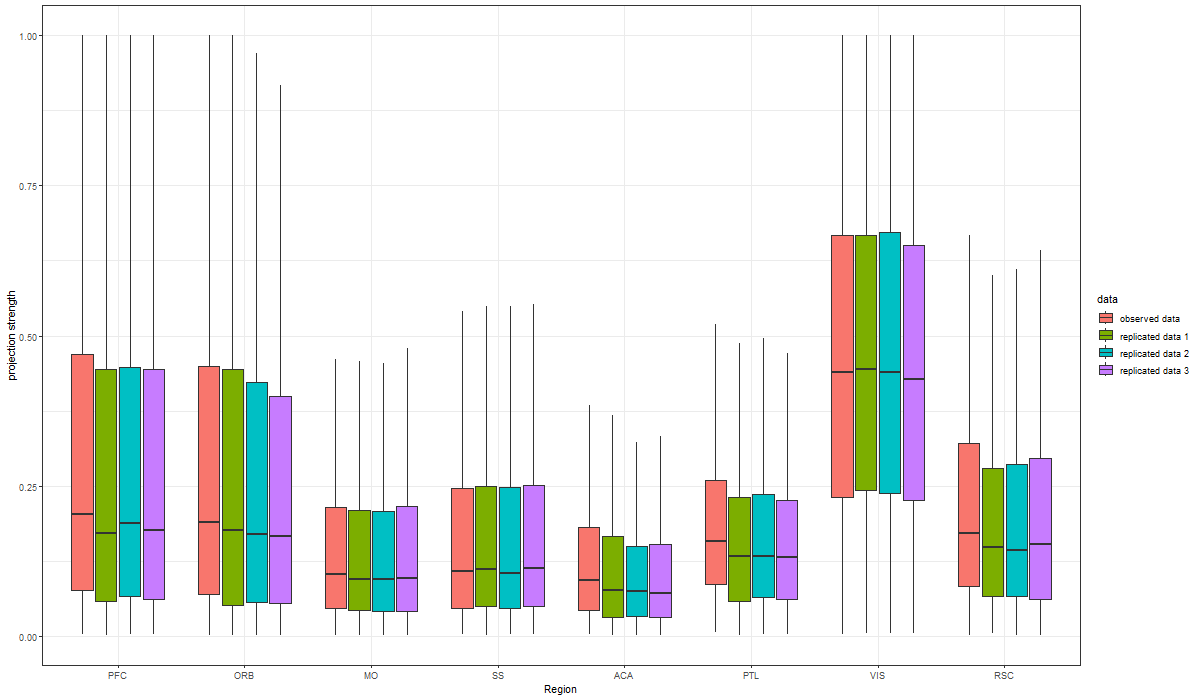 1.00
0.75
0.50
0.25
0.00
projection strength
PFC ORB MO SS ACA PTL VIS RSC
Region
data
observed data
replicated data 1
replicated data 2
replicated data 3